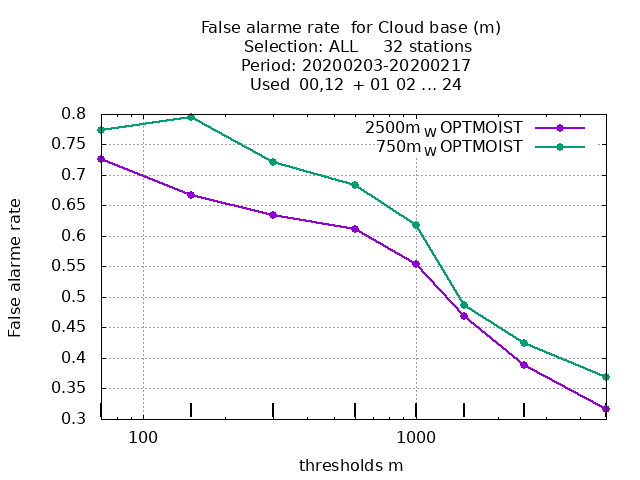 False alarme rate  for Cloud base (m)
Selection: ALL     32 stations
Period: 20200203-20200217
Used  00,12  + 01 02 ... 24
0.8
0.75
0.7
0.65
0.6
0.55
0.5
0.45
0.4
0.35
0.3
False alarme rate
2500m W OPTMOIST
750m W OPTMOIST
100
1000
thresholds m